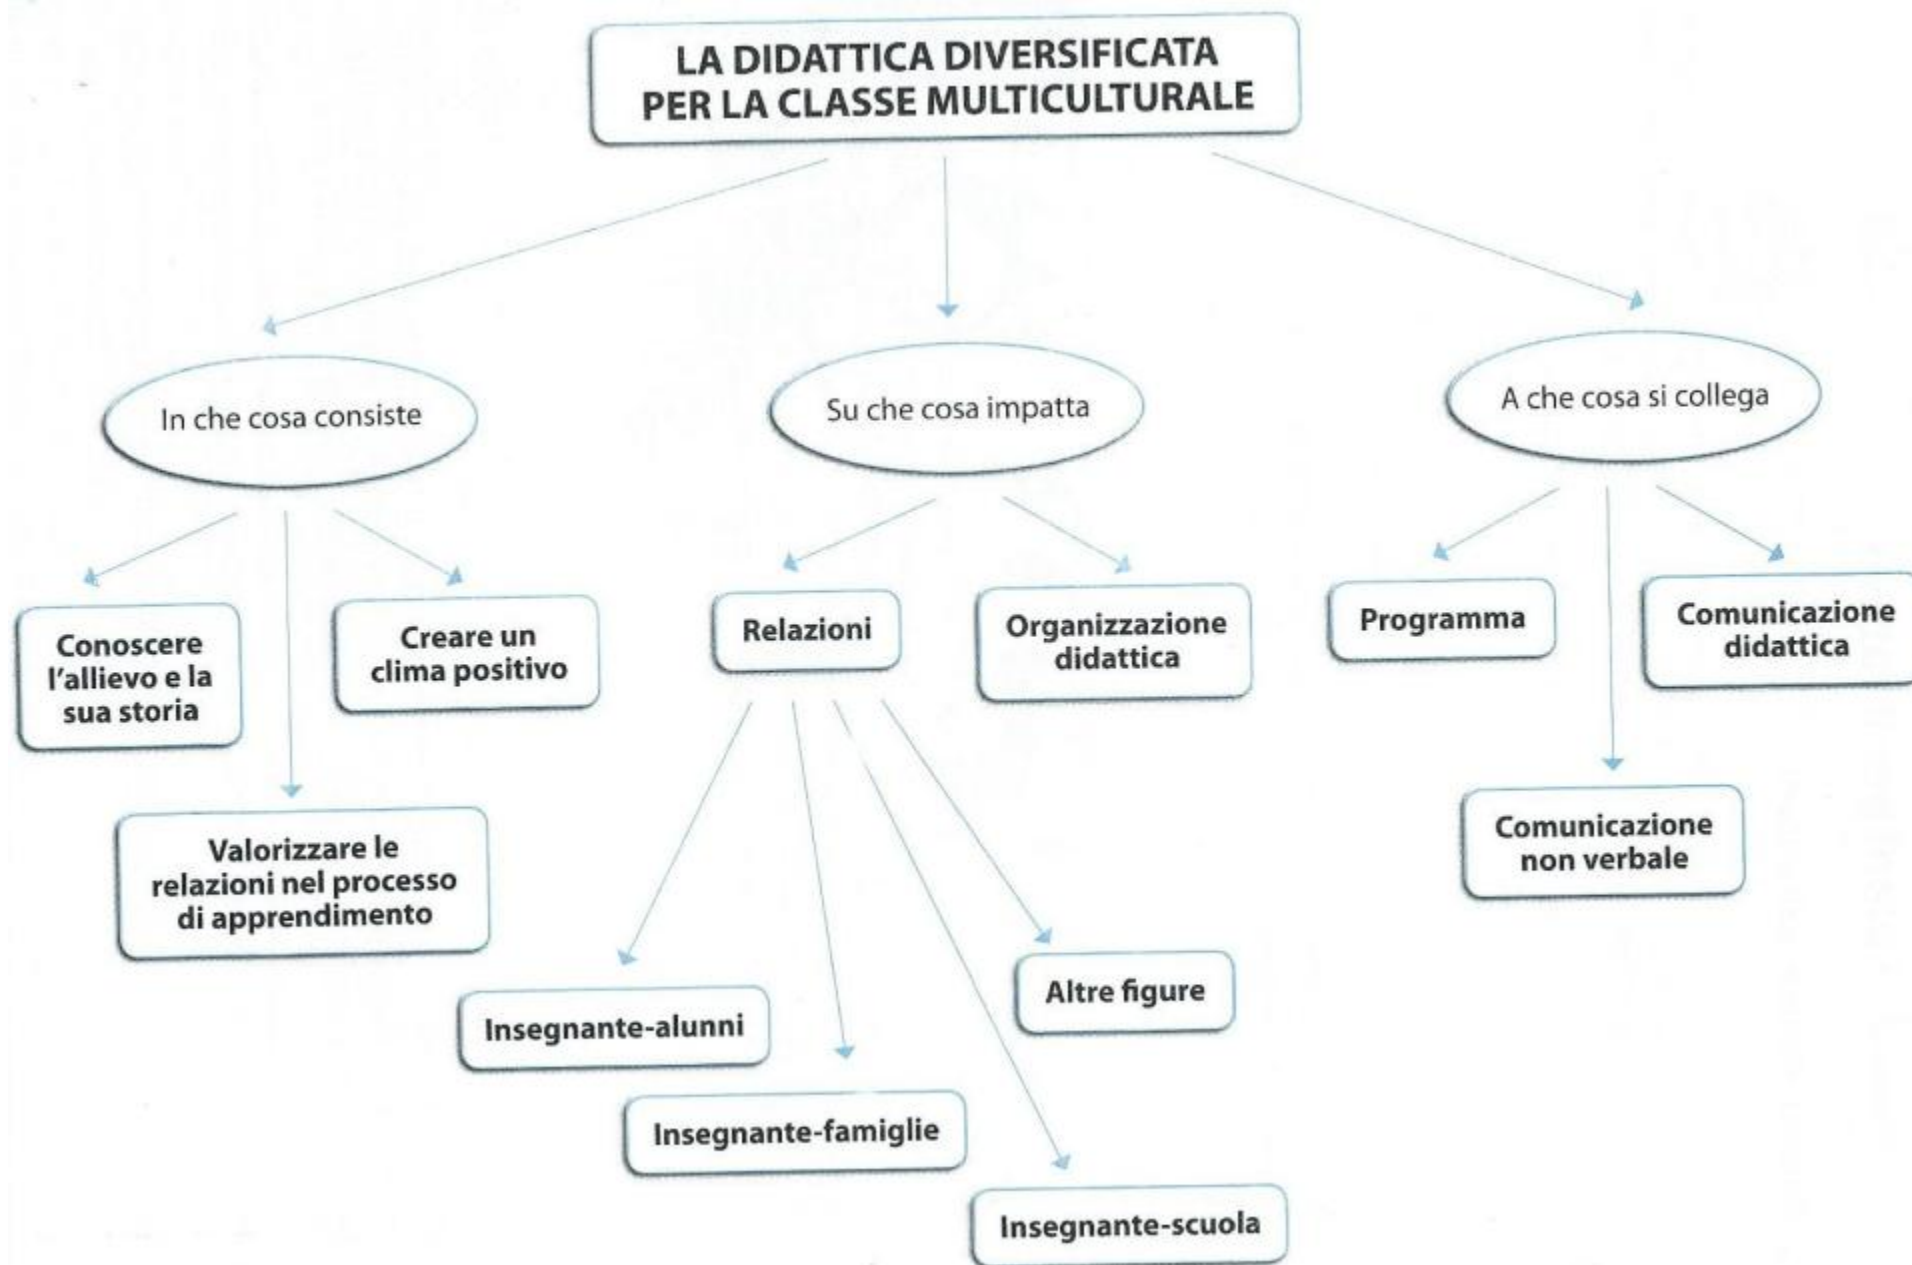 LA DIDATTICA DIVERSIFICATA
PER LA CLASSE MULTICULTURALE
In che cosa consiste
Su che cosa impatta
A che cosa si collega
Conoscere
l'allievo e la
sua storia
Creare un
clima positivo
Valorizzare le
relazioni nel processo
di apprendimento
Relazioni
Organizzazione
didattica
Programma
Comunicazione
didattica
Comunicazione
non verbale
Insegnante-alunni
Insegnante-famiglie
Altre figure
Insegnante-scuola